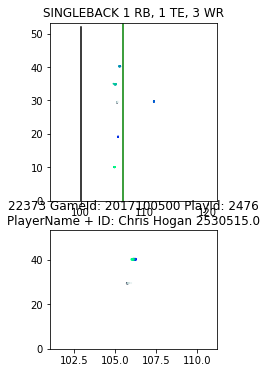 SINGLEBACK 1 RB, 1 TE, 3 WR
50
40
30
20
10
0
100 110 120
22373 GameId: 2017100500 PlayId: 2476
PlayerName + ID: Chris Hogan 2530515.0
40
20
0
102.5 105.0 107.5 110.0